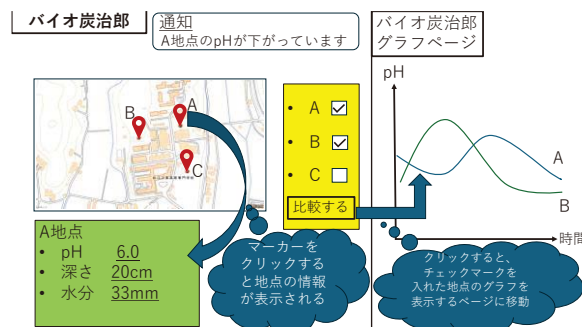 バイオ炭治郎
通知
A地点のpHが下がっています
バイオ炭治郎
グラフページ
A
B
C
• A ☑
• B ☑
• C ☐
比較する
A地点
• pH 6.0
• 深さ 20cm
• 水分 33mm
マーカーを
クリックする
と地点の情報
が表示される
pH
A
B
時間
クリックすると、
チェックマークを
入れた地点のグラフを
表示するページに移動